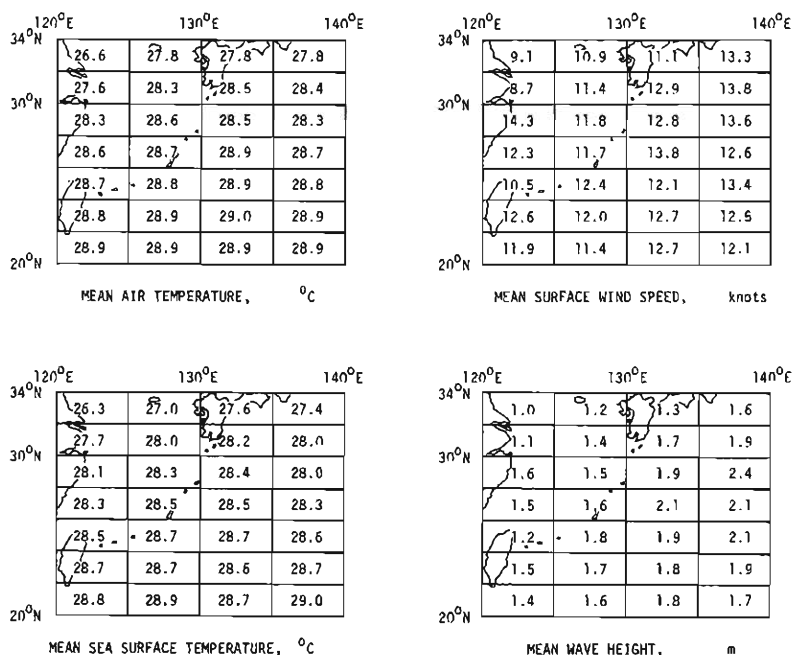 120°E 130°E 140°E
34°N
26.6 27.8 27.8 27.8
27.6 28.3 28.5 28.4
30°N
28.3 28.6 28.5 28.3
28.6 28.7 28.9 28.7
28.7 28.8 28.9 28.8
28.8 28.9 29.0 28.9
28.9 28.9 28.9 28.9
20°N
MEAN AIR TEMPERATURE, °C
120°E 130°E 140°E
34°N
9.1 10.9 11.1 13.3
8.7 11.4 12.9 13.8
30°N
14.3 11.8 12.8 13.6
12.3 11.7 13.8 12.6
10.5 12.4 12.1 13.4
12.6 12.0 12.7 12.5
11.9 11.4 12.7 12.1
20°N
MEAN SURFACE WIND SPEED, knots
120°E 130°E 140°E
34°N
26.3 27.0 27.6 27.4
27.7 28.0 28.2 28.0
30°N
28.1 28.3 28.4 28.0
28.3 28.5 28.5 28.3
28.5 28.7 28.7 28.6
28.7 28.7 28.6 28.7
28.8 28.9 28.7 29.0
20°N
MEAN SEA SURFACE TEMPERATURE, °C
120°E 130°E 140°E
34°N
1.0 1.2 1.3 1.6
1.1 1.4 1.7 1.9
30°N
1.6 1.5 1.9 2.4
1.5 1.6 2.1 2.1
1.2 1.8 1.9 2.1
1.5 1.7 1.8 1.9
1.4 1.6 1.8 1.7
20°N
MEAN WAVE HEIGHT, m